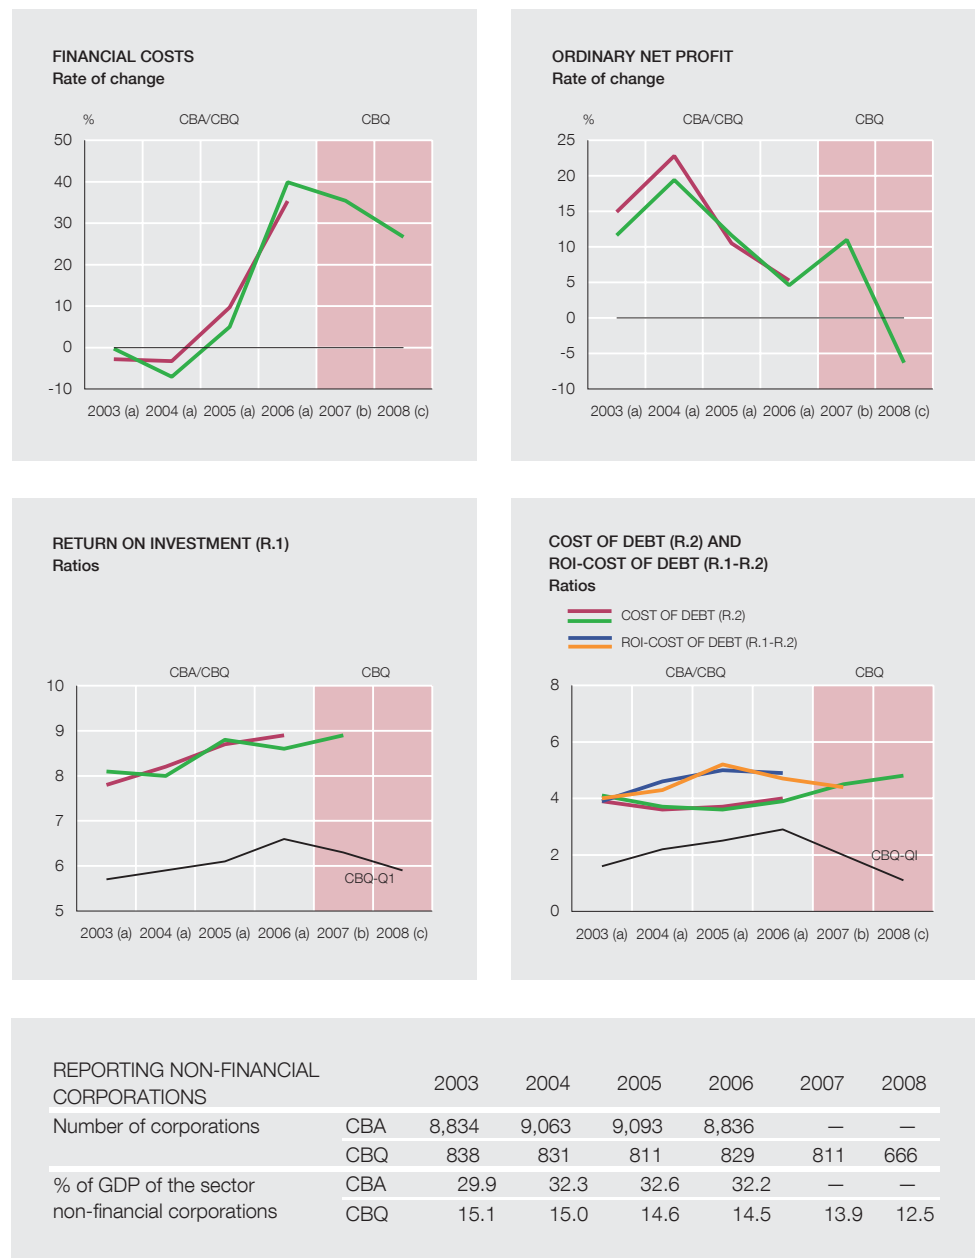 FINANCIAL COSTS
Rate of change
% CBA/CBQ CBQ
50
40
30
20
10
0
-10
2003 (a) 2004 (a) 2005 (a) 2006 (a) 2007 (b) 2008 (c)
ORDINARY NET PROFIT
Rate of change
% CBA/CBQ CBQ
25
20
15
10
5
0
-5
-10
2003 (a) 2004 (a) 2005 (a) 2006 (a) 2007 (b) 2008 (c)
RETURN ON INVESTMENT (R.1)
Ratios
CBA/CBQ CBQ
10
9
8
7
6
5
CBQ-Q1
2003 (a) 2004 (a) 2005 (a) 2006 (a) 2007 (b) 2008 (c)
COST OF DEBT (R.2) AND
ROI-COST OF DEBT (R.1-R.2)
Ratios
COST OF DEBT (R.2)
ROI-COST OF DEBT (R.1-R.2)
CBA/CBQ CBQ
8
6
4
2
0
CBQ-QI
2003 (a) 2004 (a) 2005 (a) 2006 (a) 2007 (b) 2008 (c)
REPORTING NON-FINANCIAL
CORPORATIONS 2003 2004 2005 2006 2007 2008
Number of corporations CBA 8,834 9,063 9,093 8,836 — —
CBQ 838 831 811 829 811 666
% of GDP of the sector CBA 29.9 32.3 32.6 32.2 — —
non-financial corporations CBQ 15.1 15.0 14.6 14.5 13.9 12.5